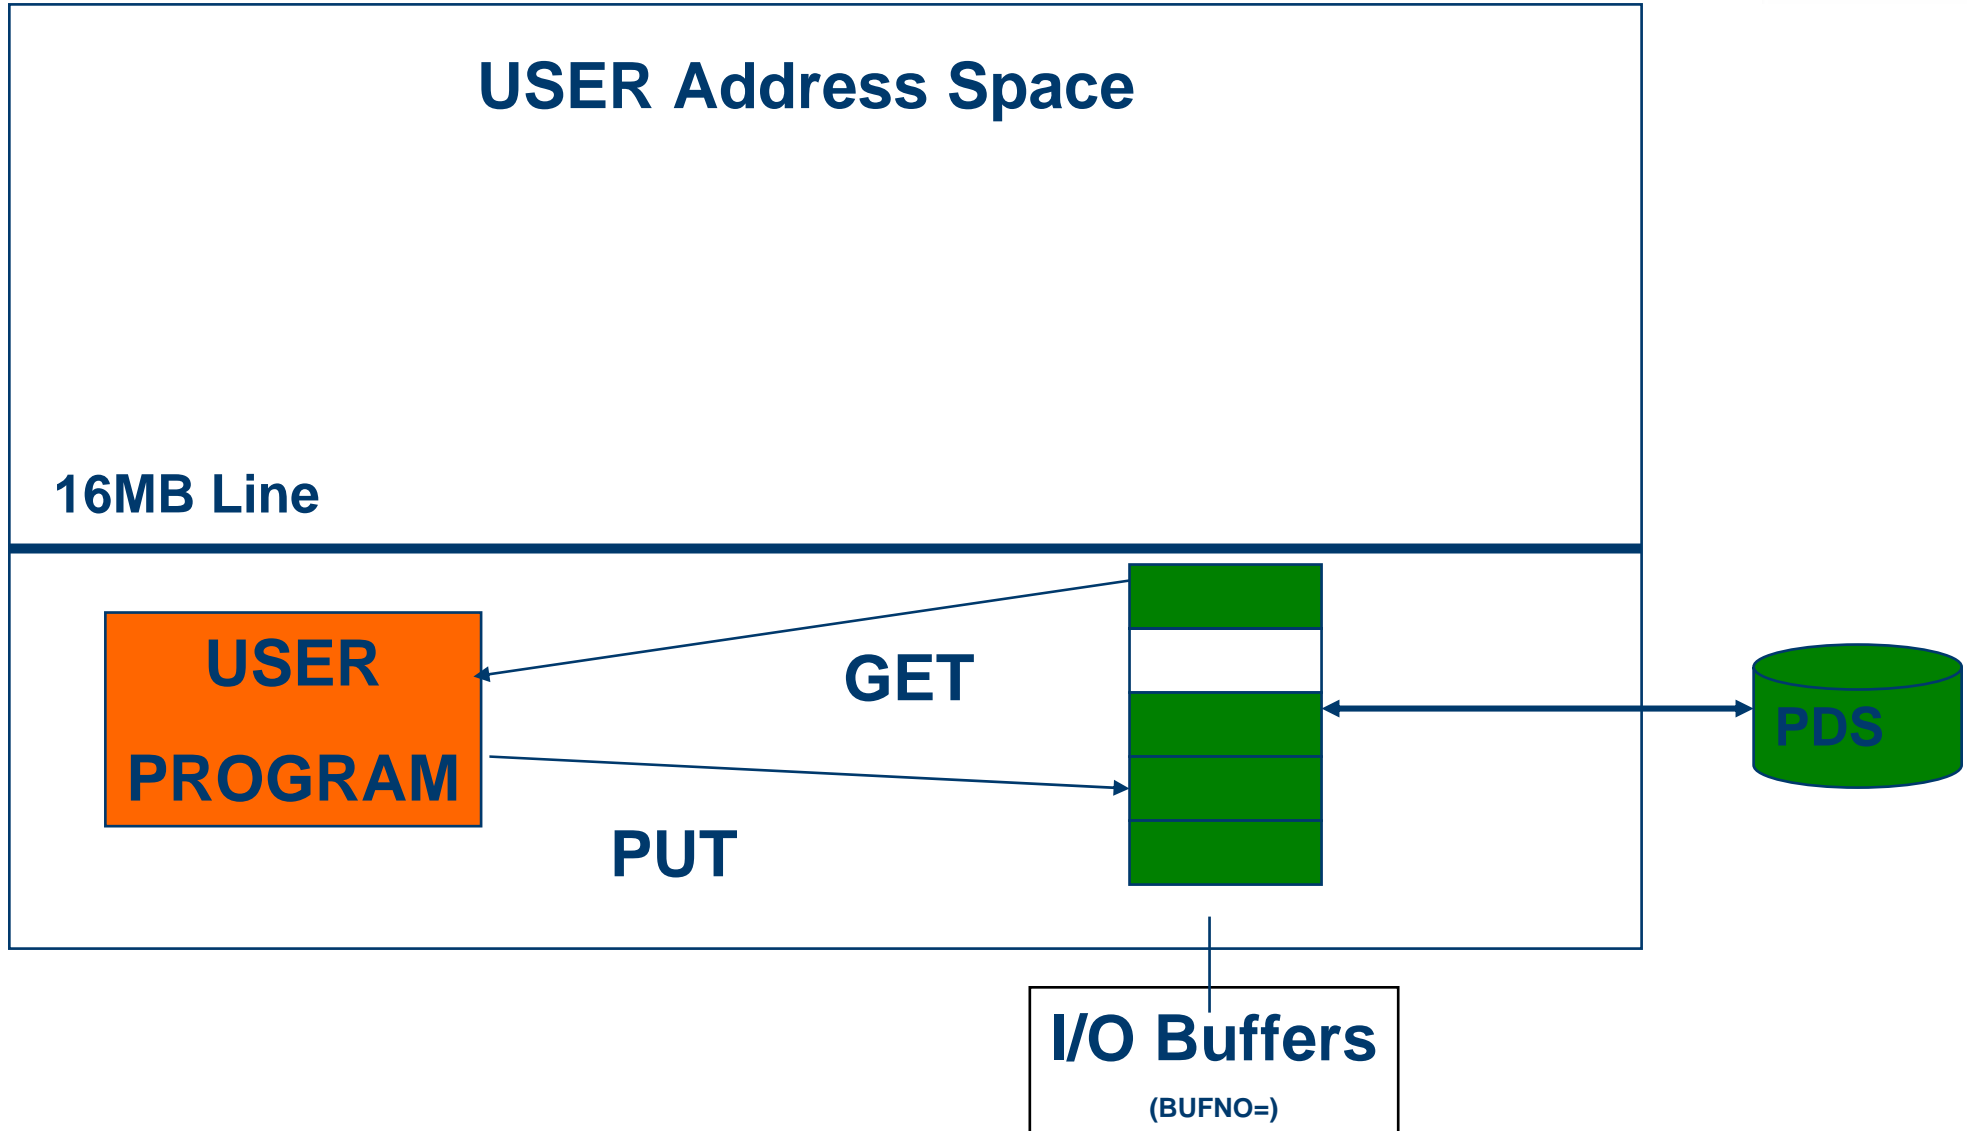 USER Address Space
16MB Line
USER
PROGRAM
GET
PUT
PDS
I/O Buffers
(BUFNO=)